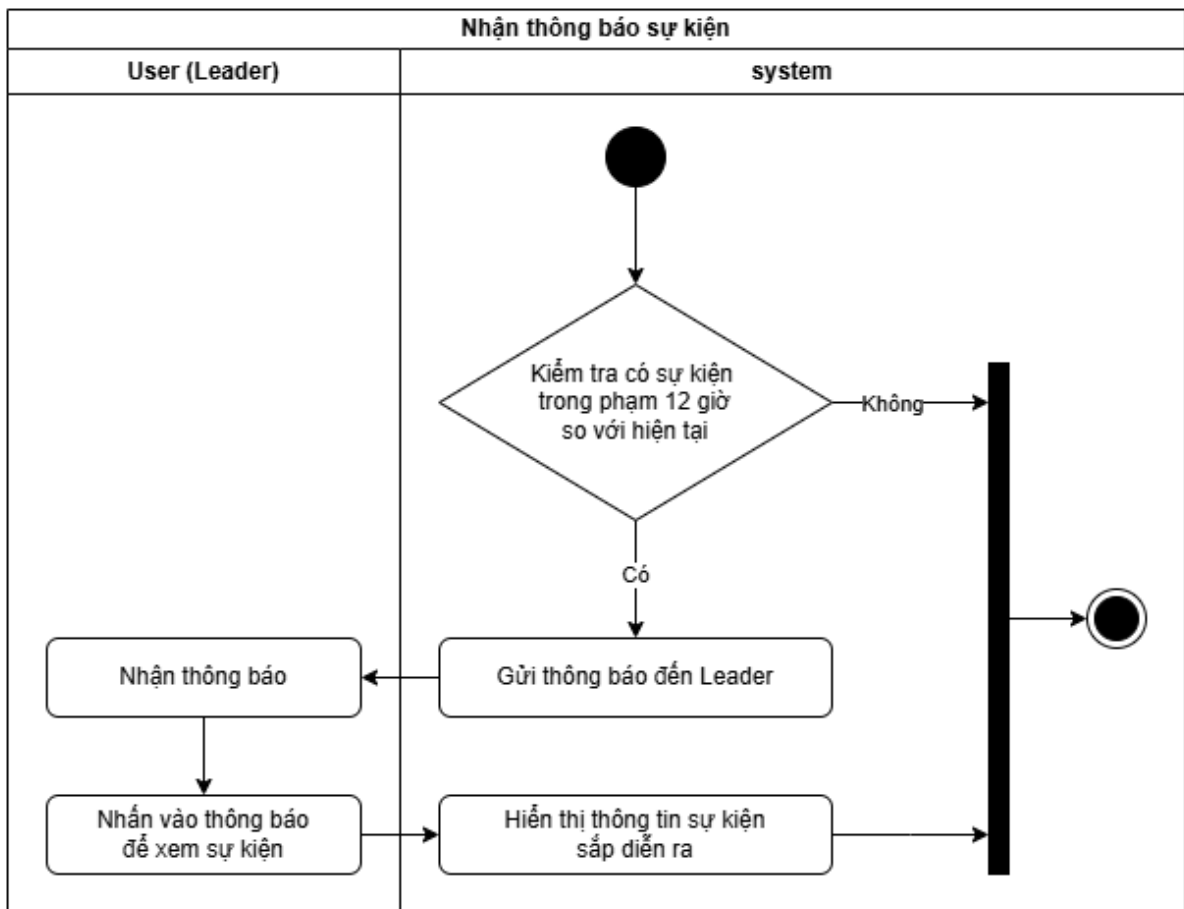 Nhận thông báo sự kiện
User (Leader)
system
Kiểm tra có sự kiện
trong phạm 12 giờ
so với hiện tại
Không
Có
Nhận thông báo
Gửi thông báo đến Leader
Nhấn vào thông báo
để xem sự kiện
Hiển thị thông tin sự kiện
sắp diễn ra